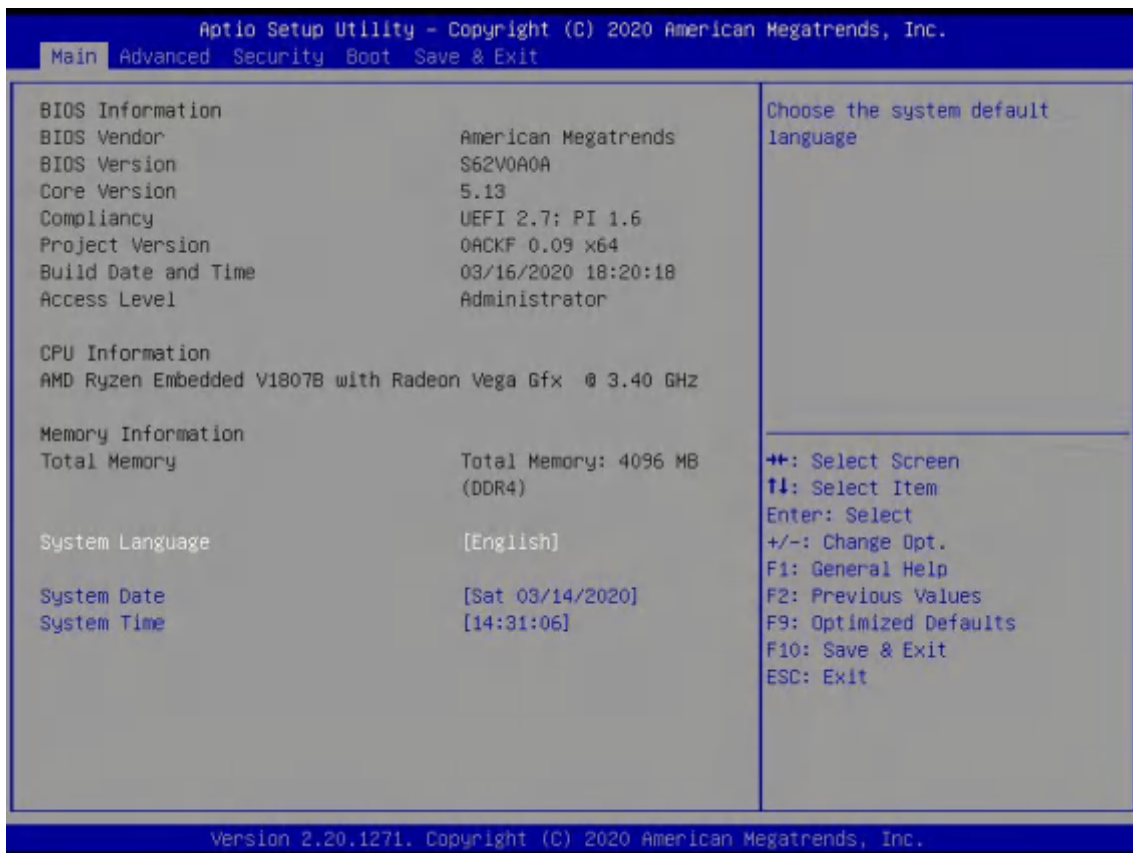 Aptio Setup Utility – Copyright (C) 2020 American Megatrends, Inc.
Main Advanced Security Boot Save & Exit
BIOS Information
BIOS Vendor American Megatrends
BIOS Version S62V0A0A
Core Version 5.13
Compliancy UEFI 2.7; PI 1.6
Project Version 0ACKF 0.09 x64
Build Date and Time 03/16/2020 18:20:18
Access Level Administrator
CPU Information
AMD Ryzen Embedded V1807B with Radeon Vega Gfx @ 3.40 GHz
Memory Information
Total Memory Total Memory: 4096 MB
(DDR4)
System Language [English]
System Date [Sat 03/14/2020]
System Time [14:31:06]
Choose the system default
language
→←: Select Screen
↑↓: Select Item
Enter: Select
+/-: Change Opt.
F1: General Help
F2: Previous Values
F9: Optimized Defaults
F10: Save & Exit
ESC: Exit
Version 2.20.1271. Copyright (C) 2020 American Megatrends, Inc.